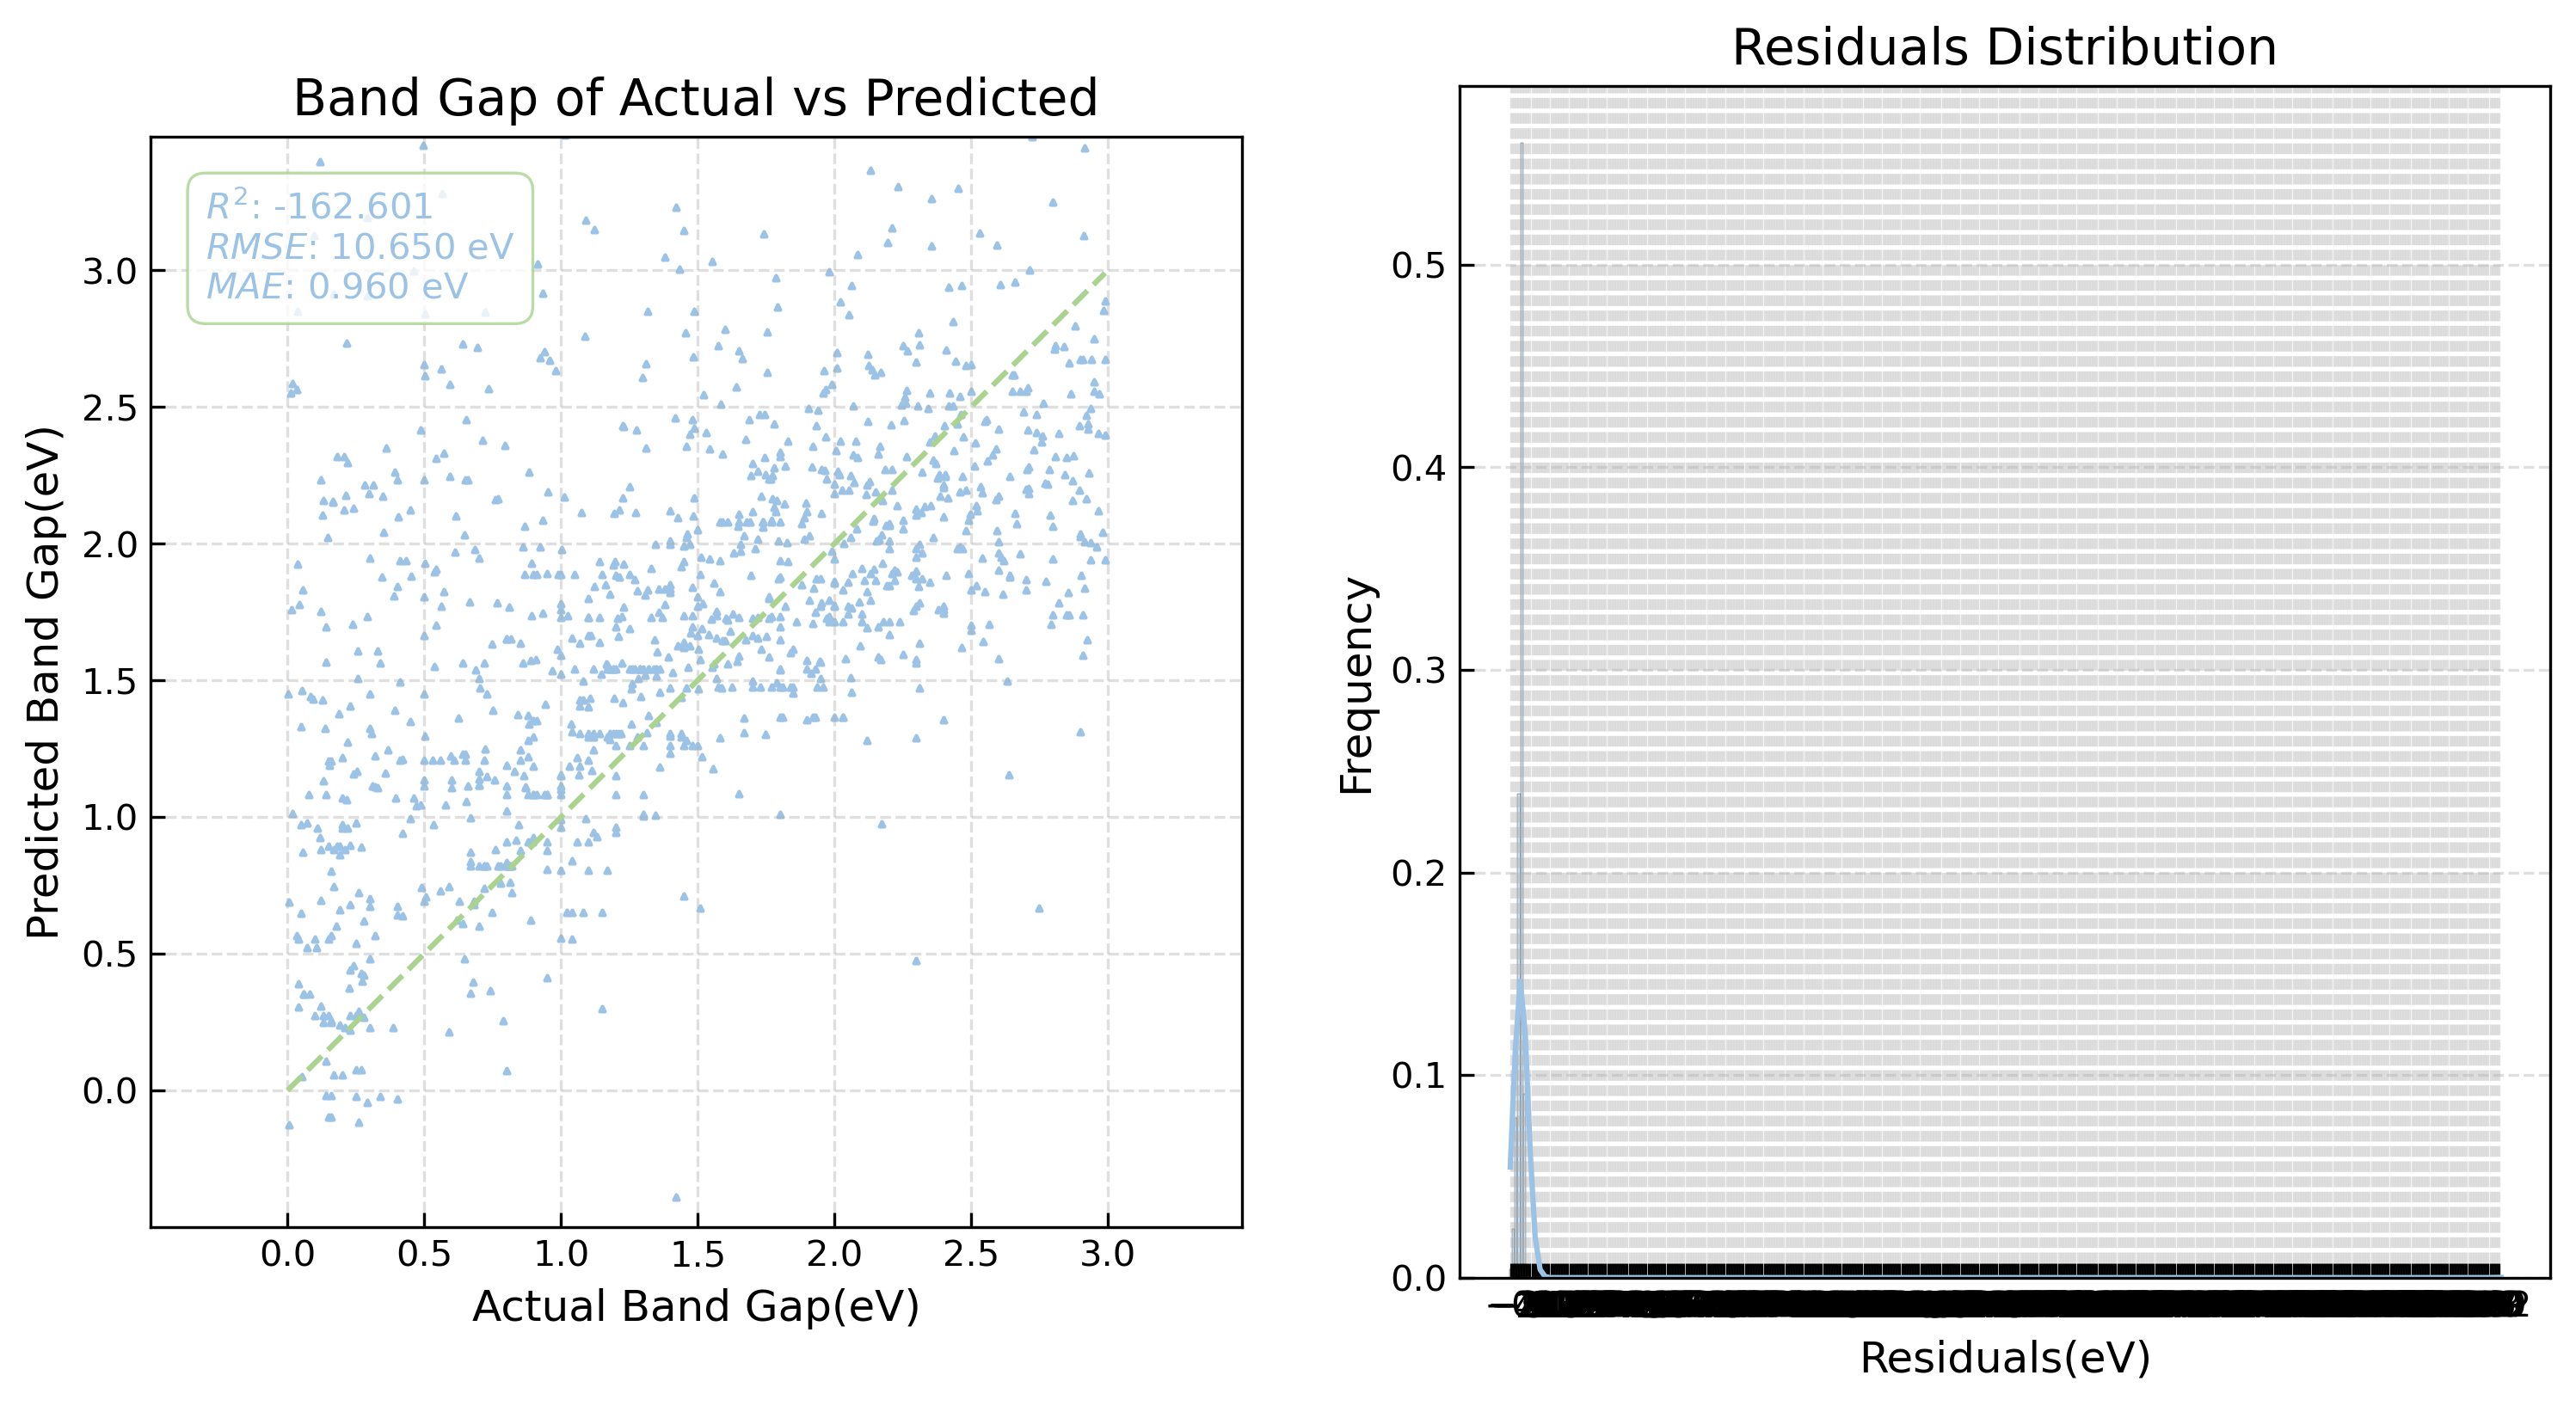 Band Gap of Actual vs Predicted
R²: -162.601
RMSE: 10.650 eV
MAE: 0.960 eV
Predicted Band Gap(eV)
3.0
2.5
2.0
1.5
1.0
0.5
0.0
0.0 0.5 1.0 1.5 2.0 2.5 3.0
Actual Band Gap(eV)
Residuals Distribution
Frequency
0.5
0.4
0.3
0.2
0.1
0.0
Residuals(eV)